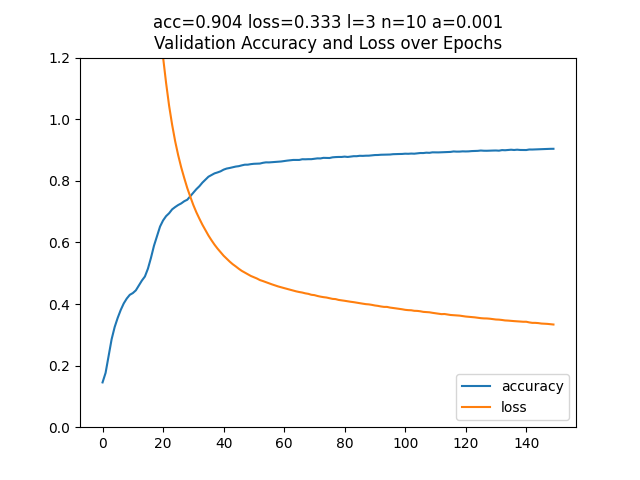 acc=0.904 loss=0.333 l=3 n=10 a=0.001
Validation Accuracy and Loss over Epochs
1.2
1.0
0.8
0.6
0.4
0.2
0.0
0 20 40 60 80 100 120 140
accuracy
loss